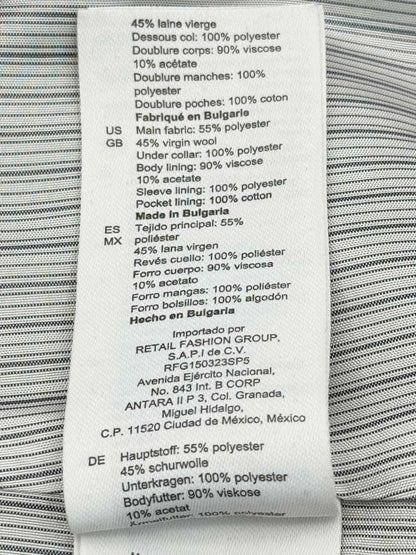 45% laine vierge
Dessous col: 100% polyester
Doublure corps: 90% viscose
10% acétate
Doublure manches: 100%
polyester
Doublure poches: 100% coton
Fabriqué en Bulgarie
US Main fabric: 55% polyester
GB 45% virgin wool
Under collar: 100% polyester
Body lining: 90% viscose
10% acetate
Sleeve lining: 100% polyester
Pocket lining: 100% cotton
Made in Bulgaria
ES Tejido principal: 55%
MX poliéster
45% lana virgen
Revés cuello: 100% poliéster
Forro cuerpo: 90% viscosa
10% acetato
Forro mangas: 100% poliéster
Forro bolsillos: 100% algodón
Hecho en Bulgaria
Importado por
RETAIL FASHION GROUP,
S.A.P.I de C.V.
RFG150323SP5
Avenida Ejército Nacional,
No. 843 Int. B CORP
ANTARA II P 3, Col. Granada,
Miguel Hidalgo,
C.P. 11520 Ciudad de México, México
DE Hauptstoff: 55% polyester
45% schurwolle
Unterkragen: 100% polyester
Bodyfutter: 90% viskose
10% acetat
Ärmelfutter: 100% polyester